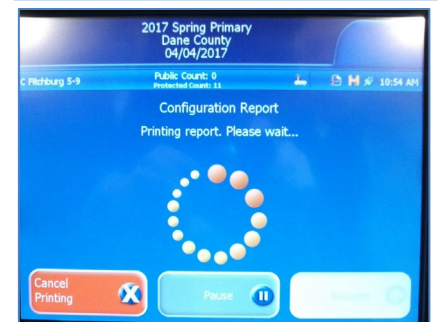 2017 Spring Primary
Dane County
04/04/2017
C Fitchburg 5-9
Public Count: 0
Protected Count: 11
10:54 AM
Configuration Report
Printing report. Please wait...
Cancel
Printing
Pause